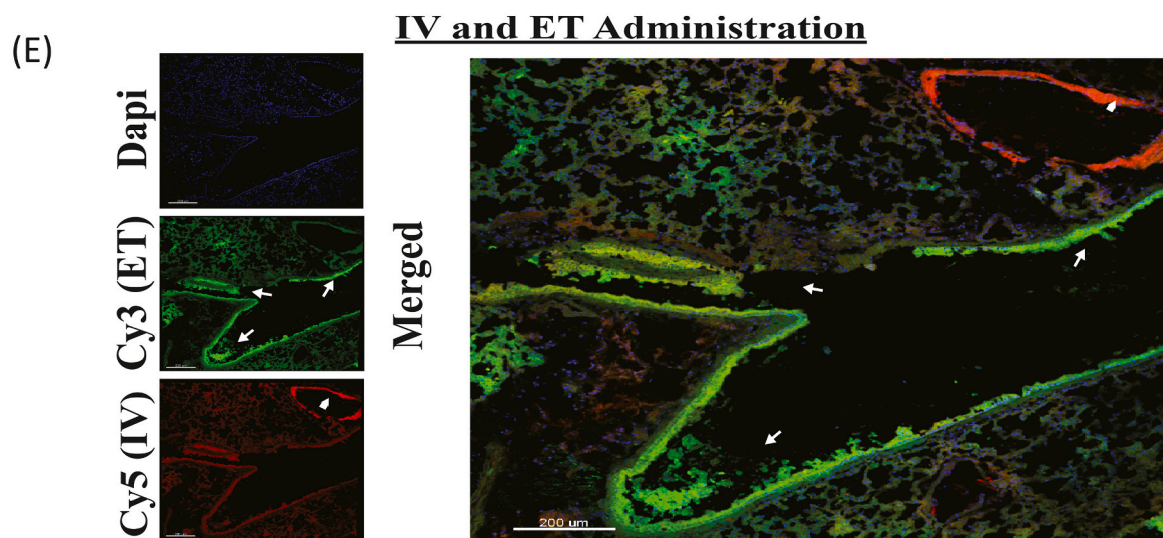 IV and ET Administration
(E)
Dapi
Cy3 (ET)
Cy5 (IV)
Merged
200 um